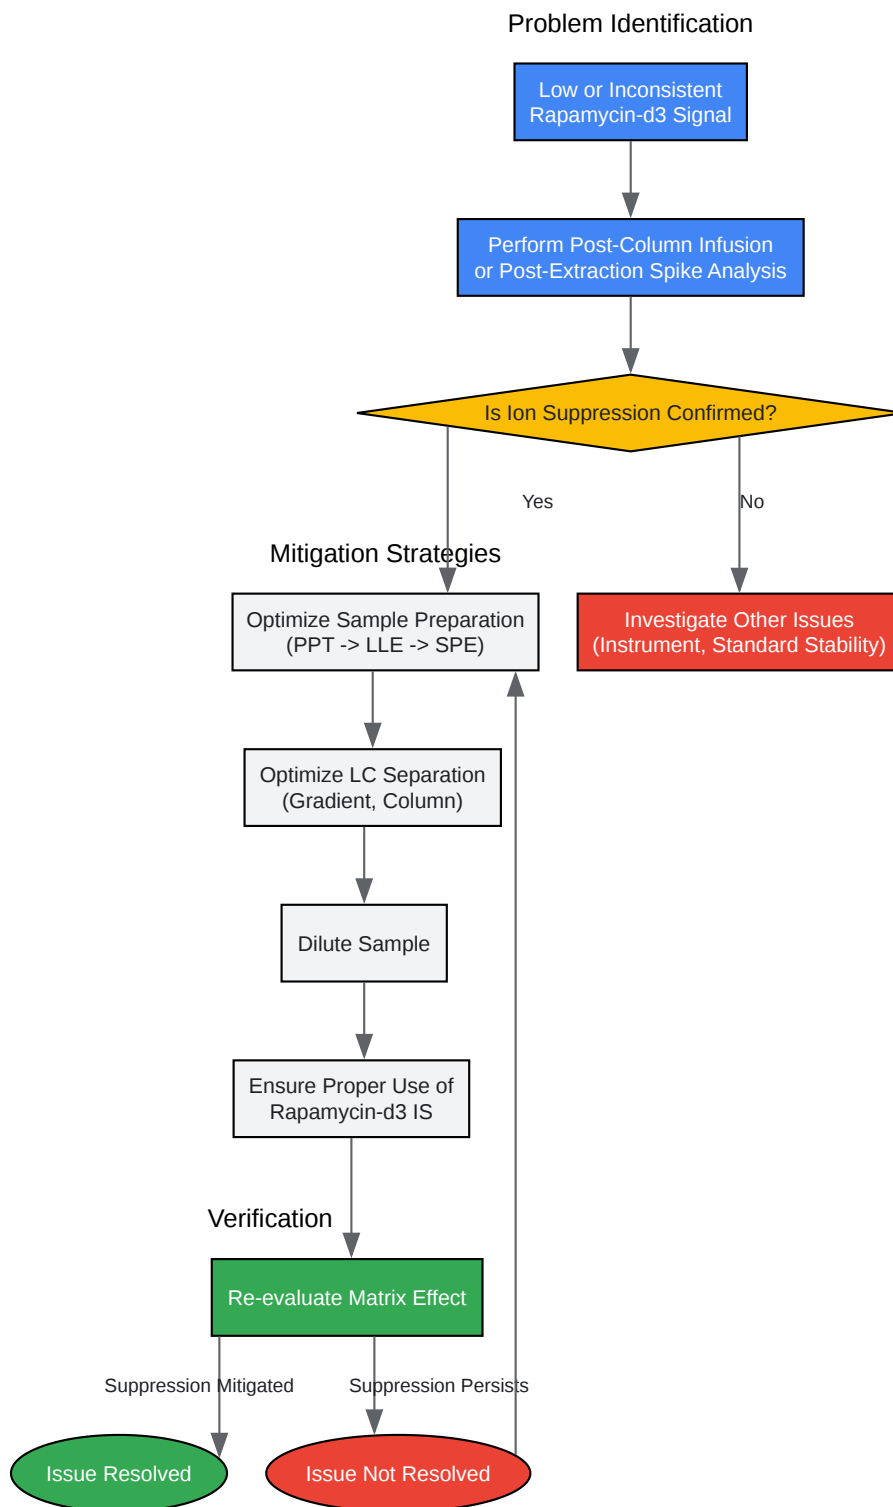 Problem Identification
Low or Inconsistent
Rapamycin-d3 Signal
Perform Post-Column Infusion
or Post-Extraction Spike Analysis
Is Ion Suppression Confirmed?
Yes
No
Mitigation Strategies
Optimize Sample Preparation
(PPT -> LLE -> SPE)
Investigate Other Issues
(Instrument, Standard Stability)
Optimize LC Separation
(Gradient, Column)
Dilute Sample
Ensure Proper Use of
Rapamycin-d3 IS
Verification
Re-evaluate Matrix Effect
Suppression Mitigated
Suppression Persists
Issue Resolved
Issue Not Resolved